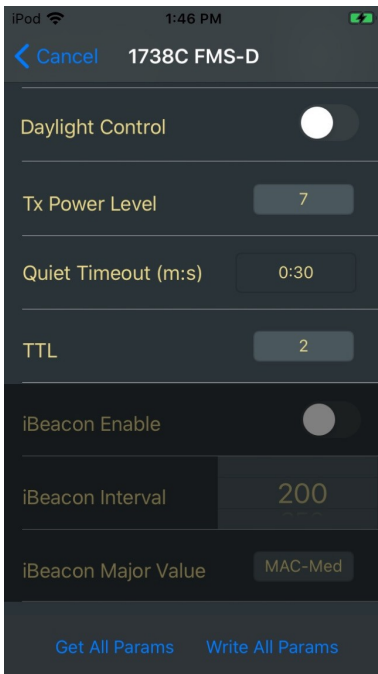 iPod 1:46 PM
Cancel 1738C FMS-D
Daylight Control
Tx Power Level 7
Quiet Timeout (m:s) 0:30
TTL 2
iBeacon Enable
iBeacon Interval 200
iBeacon Major Value MAC-Med
Get All Params Write All Params